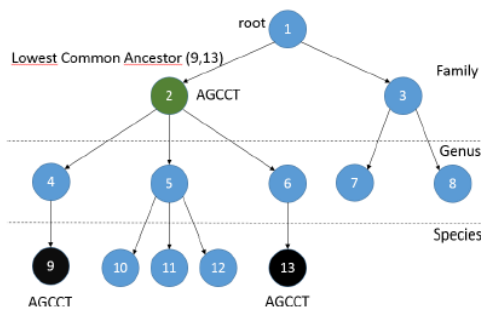 root
1
Lowest Common Ancestor (9,13)
Family
2
AGCCT
3
Genus
4
5
6
7
8
Species
9
10
11
12
13
AGCCT
AGCCT